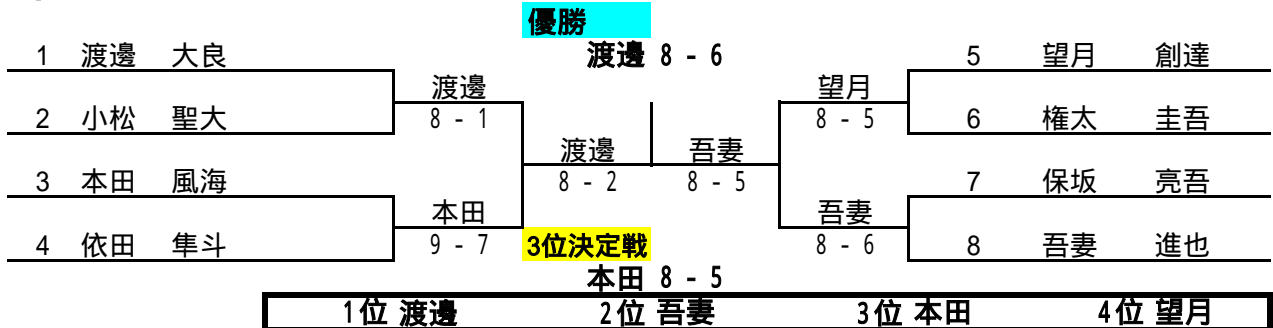 優勝
1 渡邊 大良 渡邊 8 - 6 5 望月 創達
渡邊 望月
2 小松 聖大 8 - 1 8 - 5 6 権太 圭吾
渡邊 吾妻
3 本田 風海 8 - 2 8 - 5 7 保坂 亮吾
本田 吾妻
4 依田 隼斗 9 - 7 3位決定戦 8 - 6 8 吾妻 進也
本田 8 - 5
1位 渡邊 2位 吾妻 3位 本田 4位 望月